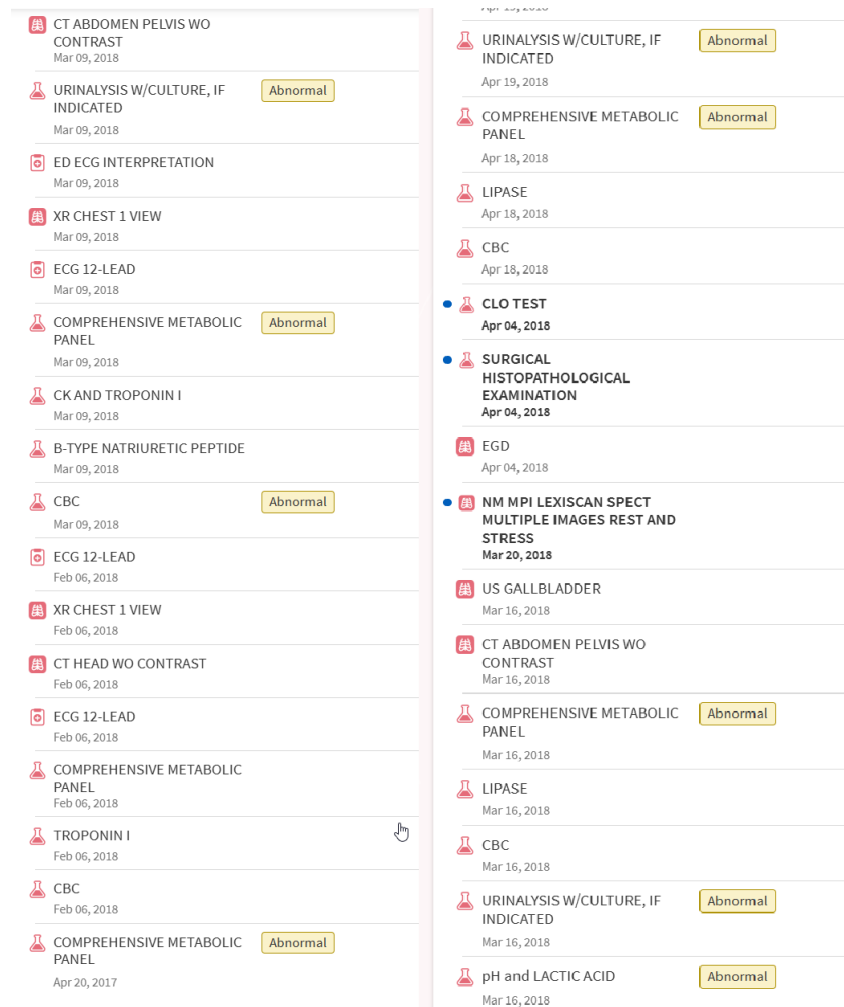 CT ABDOMEN PELVIS WO
CONTRAST
Mar 09, 2018
URINALYSIS W/CULTURE, IF
INDICATED
Abnormal
Mar 09, 2018
ED ECG INTERPRETATION
Mar 09, 2018
XR CHEST 1 VIEW
Mar 09, 2018
ECG 12-LEAD
Mar 09, 2018
COMPREHENSIVE METABOLIC
PANEL
Abnormal
Mar 09, 2018
CK AND TROPONIN I
Mar 09, 2018
B-TYPE NATRIURETIC PEPTIDE
Mar 09, 2018
CBC
Abnormal
Mar 09, 2018
ECG 12-LEAD
Feb 06, 2018
XR CHEST 1 VIEW
Feb 06, 2018
CT HEAD WO CONTRAST
Feb 06, 2018
ECG 12-LEAD
Feb 06, 2018
COMPREHENSIVE METABOLIC
PANEL
Feb 06, 2018
TROPONIN I
Feb 06, 2018
CBC
Feb 06, 2018
COMPREHENSIVE METABOLIC
PANEL
Abnormal
Apr 20, 2017
URINALYSIS W/CULTURE, IF
INDICATED
Abnormal
Apr 19, 2018
COMPREHENSIVE METABOLIC
PANEL
Abnormal
Apr 18, 2018
LIPASE
Apr 18, 2018
CBC
Apr 18, 2018
CLO TEST
Apr 04, 2018
SURGICAL
HISTOPATHOLOGICAL
EXAMINATION
Apr 04, 2018
EGD
Apr 04, 2018
NM MPI LEXISCAN SPECT
MULTIPLE IMAGES REST AND
STRESS
Mar 20, 2018
US GALLBLADDER
Mar 16, 2018
CT ABDOMEN PELVIS WO
CONTRAST
Mar 16, 2018
COMPREHENSIVE METABOLIC
PANEL
Abnormal
Mar 16, 2018
LIPASE
Mar 16, 2018
CBC
Mar 16, 2018
URINALYSIS W/CULTURE, IF
INDICATED
Abnormal
Mar 16, 2018
pH and LACTIC ACID
Abnormal
Mar 16, 2018